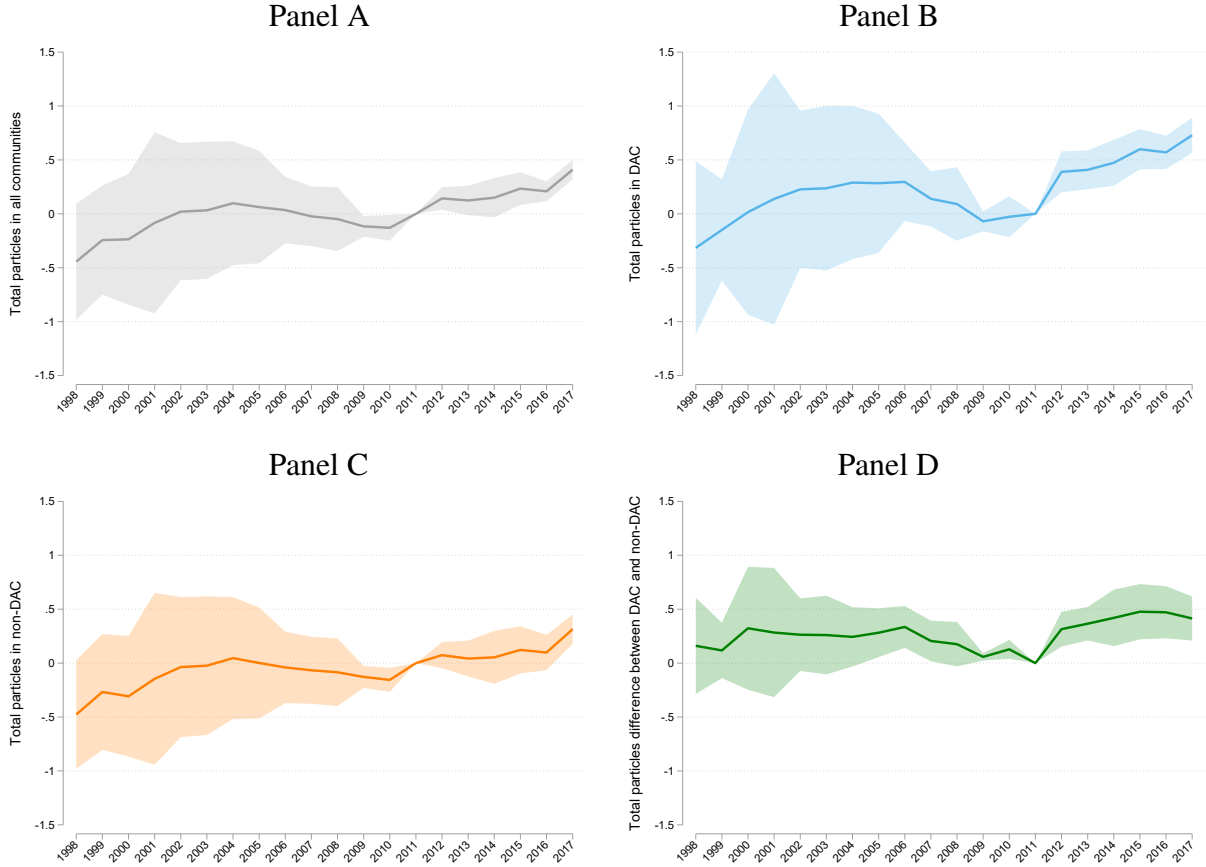 Panel A
Total particles in all communities
1.5
1
.5
0
-.5
-1
-1.5
1998 1999 2000 2001 2002 2003 2004 2005 2006 2007 2008 2009 2010 2011 2012 2013 2014 2015 2016 2017
Panel B
Total particles in DAC
1.5
1
.5
0
-.5
-1
-1.5
1998 1999 2000 2001 2002 2003 2004 2005 2006 2007 2008 2009 2010 2011 2012 2013 2014 2015 2016 2017
Panel C
Total particles in non-DAC
1.5
1
.5
0
-.5
-1
-1.5
1998 1999 2000 2001 2002 2003 2004 2005 2006 2007 2008 2009 2010 2011 2012 2013 2014 2015 2016 2017
Panel D
Total particles difference between DAC and non-DAC
1.5
1
.5
0
-.5
-1
-1.5
1998 1999 2000 2001 2002 2003 2004 2005 2006 2007 2008 2009 2010 2011 2012 2013 2014 2015 2016 2017